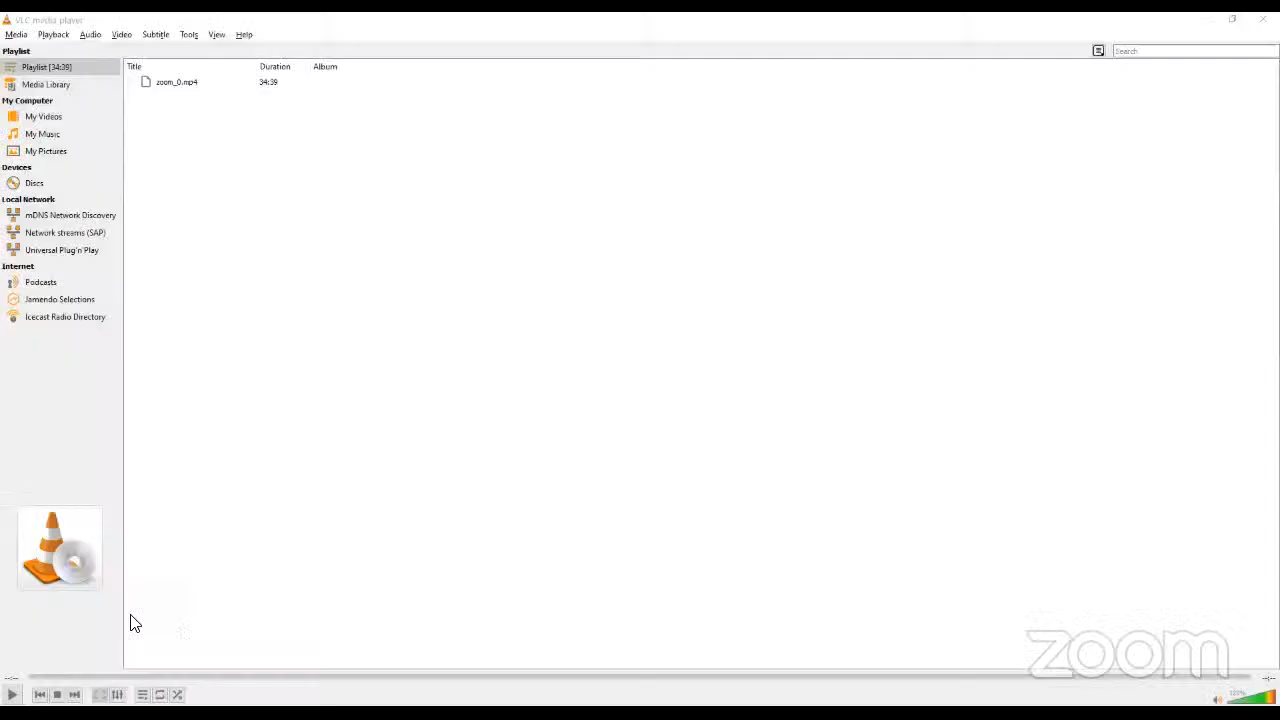 VLC media player
Media Playback Audio Video Subtitle Tools View Help
Playlist
Search
Playlist [34:39]
Title Duration Album
zoom_0.mp4 34:39
Media Library
My Computer
My Videos
My Music
My Pictures
Devices
Discs
Local Network
mDNS Network Discovery
Network streams (SAP)
Universal Plug'n'Play
Internet
Podcasts
Jamendo Selections
Icecast Radio Directory
zoom
--:--
--:--